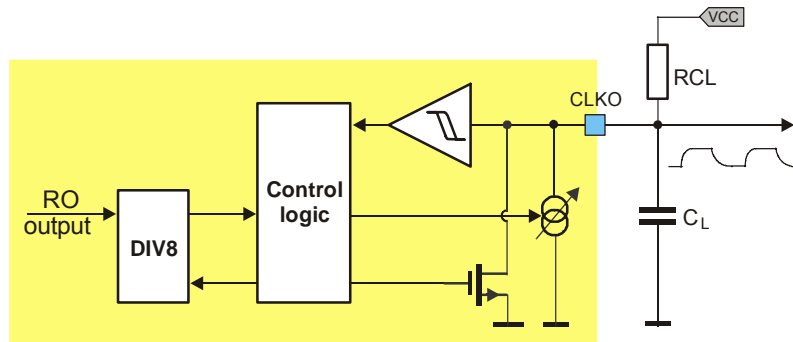 VCC
RCL
CLKO
Control
logic
RO
output
DIV8
CL